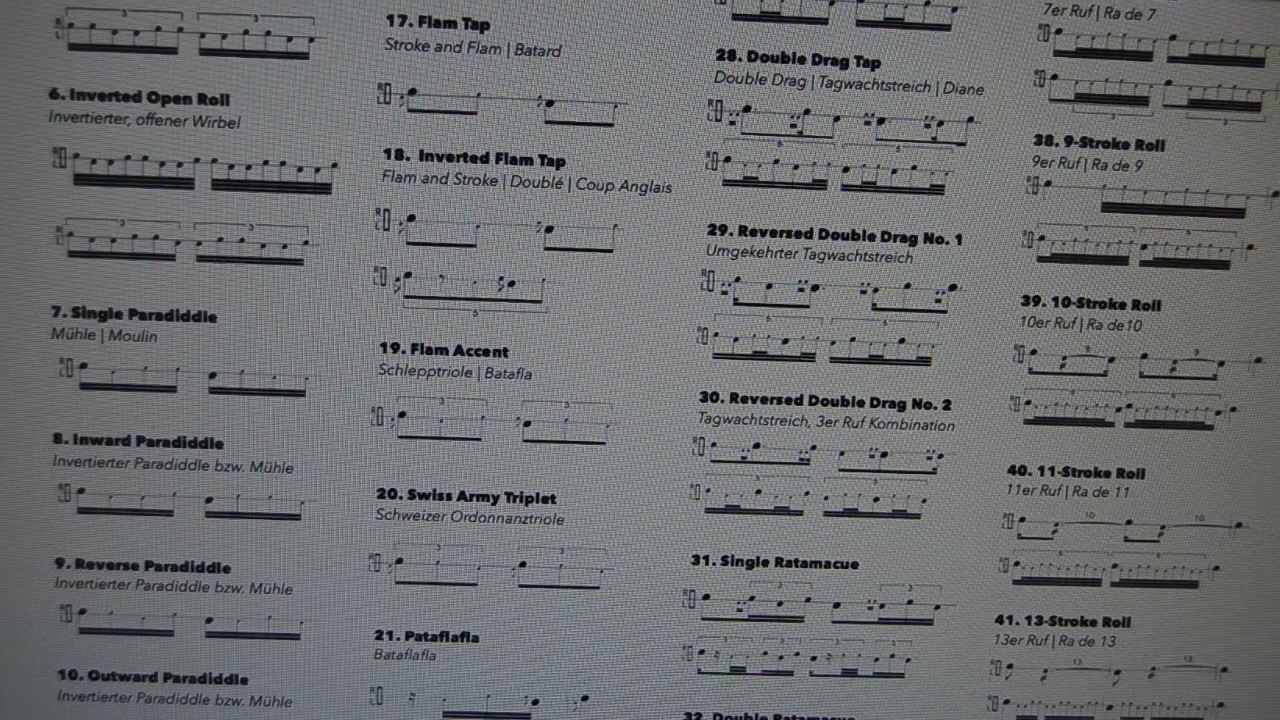 6. Inverted Open Roll
Invertierter, offener Wirbel
7. Single Paradiddle
Mühle | Moulin
8. Inward Paradiddle
Invertierter Paradiddle bzw. Mühle
9. Reverse Paradiddle
Invertierter Paradiddle bzw. Mühle
10. Outward Paradiddle
Invertierter Paradiddle bzw. Mühle
17. Flam Tap
Stroke and Flam | Batard
18. Inverted Flam Tap
Flam and Stroke | Doublé | Coup Anglais
19. Flam Accent
Schlepptriole | Batafla
20. Swiss Army Triplet
Schweizer Ordonnanztriole
21. Pataflafla
Bataflafla
28. Double Drag Tap
Double Drag | Tagwachtstreich | Diane
29. Reversed Double Drag No. 1
Umgekehrter Tagwachtstreich
30. Reversed Double Drag No. 2
Tagwachtstreich, 3er Ruf Kombination
31. Single Ratamacue
32. Double Ratamacue
7er Ruf | Ra de 7
38. 9-Stroke Roll
9er Ruf | Ra de 9
39. 10-Stroke Roll
10er Ruf | Ra de10
40. 11-Stroke Roll
11er Ruf | Ra de 11
41. 13-Stroke Roll
13er Ruf | Ra de 13